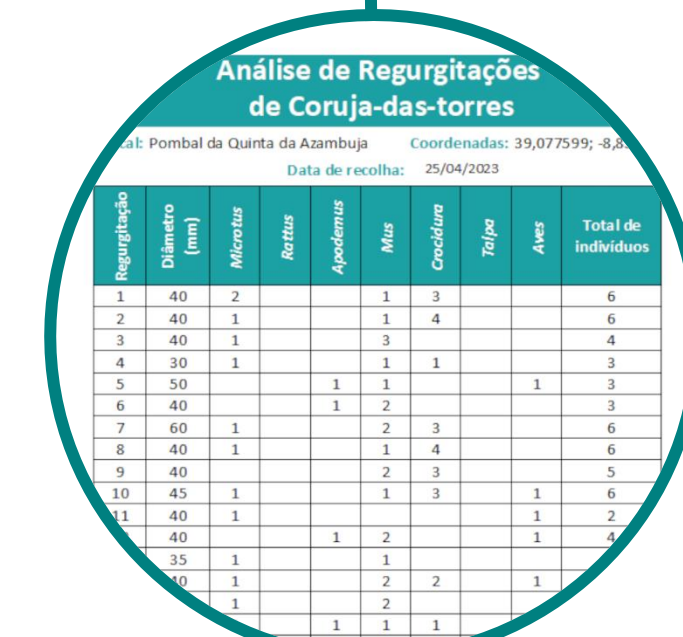 Análise de Regurgitações
de Coruja-das-torres
Pombal da Quinta da Azambuja Coordenadas: 39,077599; -8,8
Data de recolha: 25/04/2023
Regurgitação Diâmetro (mm) Microtus Rattus Apodemus Mus Crocidura Talpa Aves Total de indivíduos
1 40 2 1 3 6
2 40 1 1 4 6
3 40 1 3 4
4 30 1 1 1 3
5 50 1 1 1 3
6 40 1 2 3
7 60 1 2 3 6
8 40 1 1 4 6
9 40 2 3 5
10 45 1 1 3 1 6
11 40 1 1 2
40 1 2 1 4
35 1 1
40 1 2 2 1
1 2
1 1 1